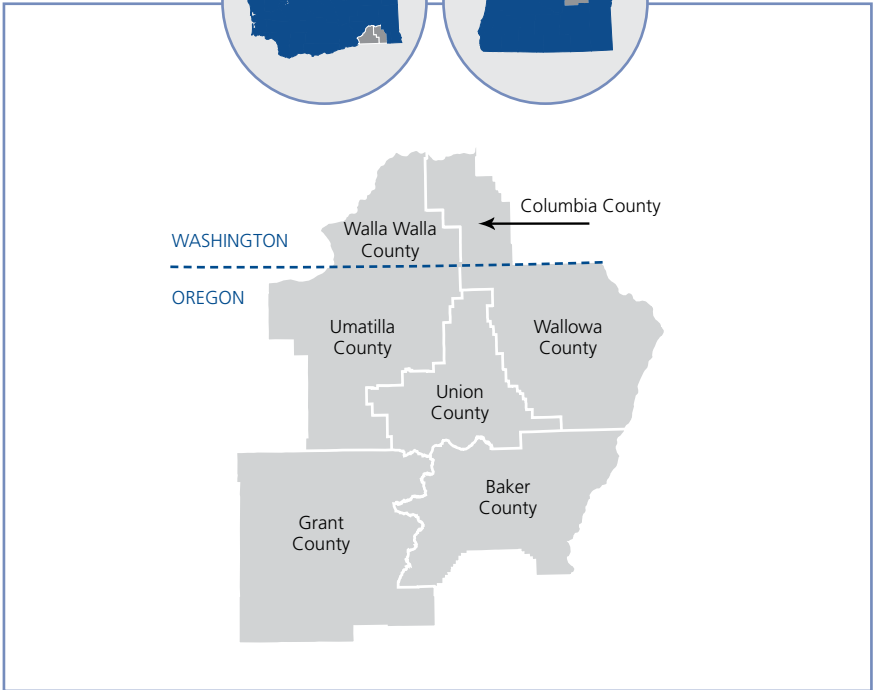 Columbia County
Walla Walla
County
WASHINGTON
OREGON
Umatilla
County
Wallowa
County
Union
County
Baker
County
Grant
County